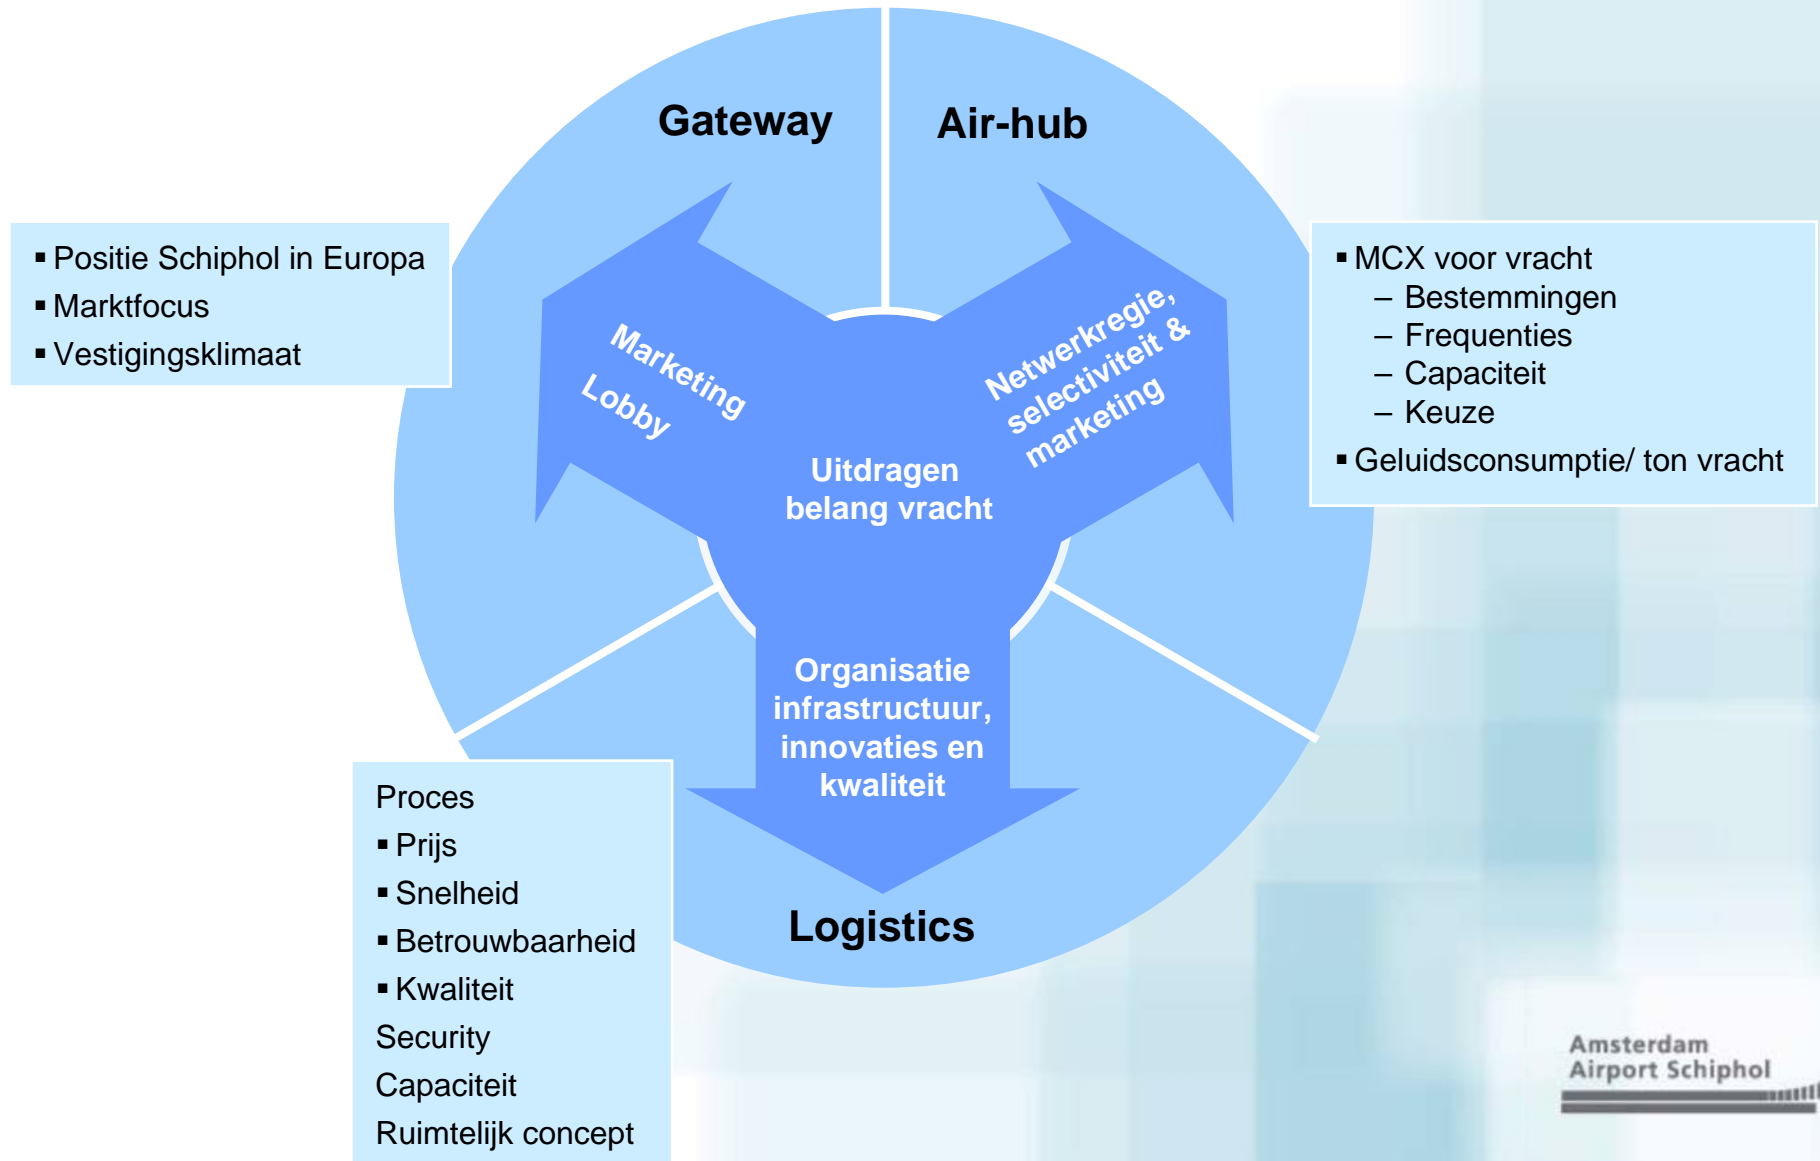 Gateway
Air-hub
▪ Positie Schiphol in Europa
▪ Marktfocus
▪ Vestigingsklimaat
Marketing
Lobby
Netwerkregie,
selectiviteit &
marketing
▪ MCX voor vracht
– Bestemmingen
– Frequenties
– Capaciteit
– Keuze
▪ Geluidsconsumptie/ ton vracht
Uitdragen
belang vracht
Organisatie
infrastructuur,
innovaties en
kwaliteit
Logistics
Proces
▪ Prijs
▪ Snelheid
▪ Betrouwbaarheid
▪ Kwaliteit
Security
Capaciteit
Ruimtelijk concept
Amsterdam
Airport Schiphol